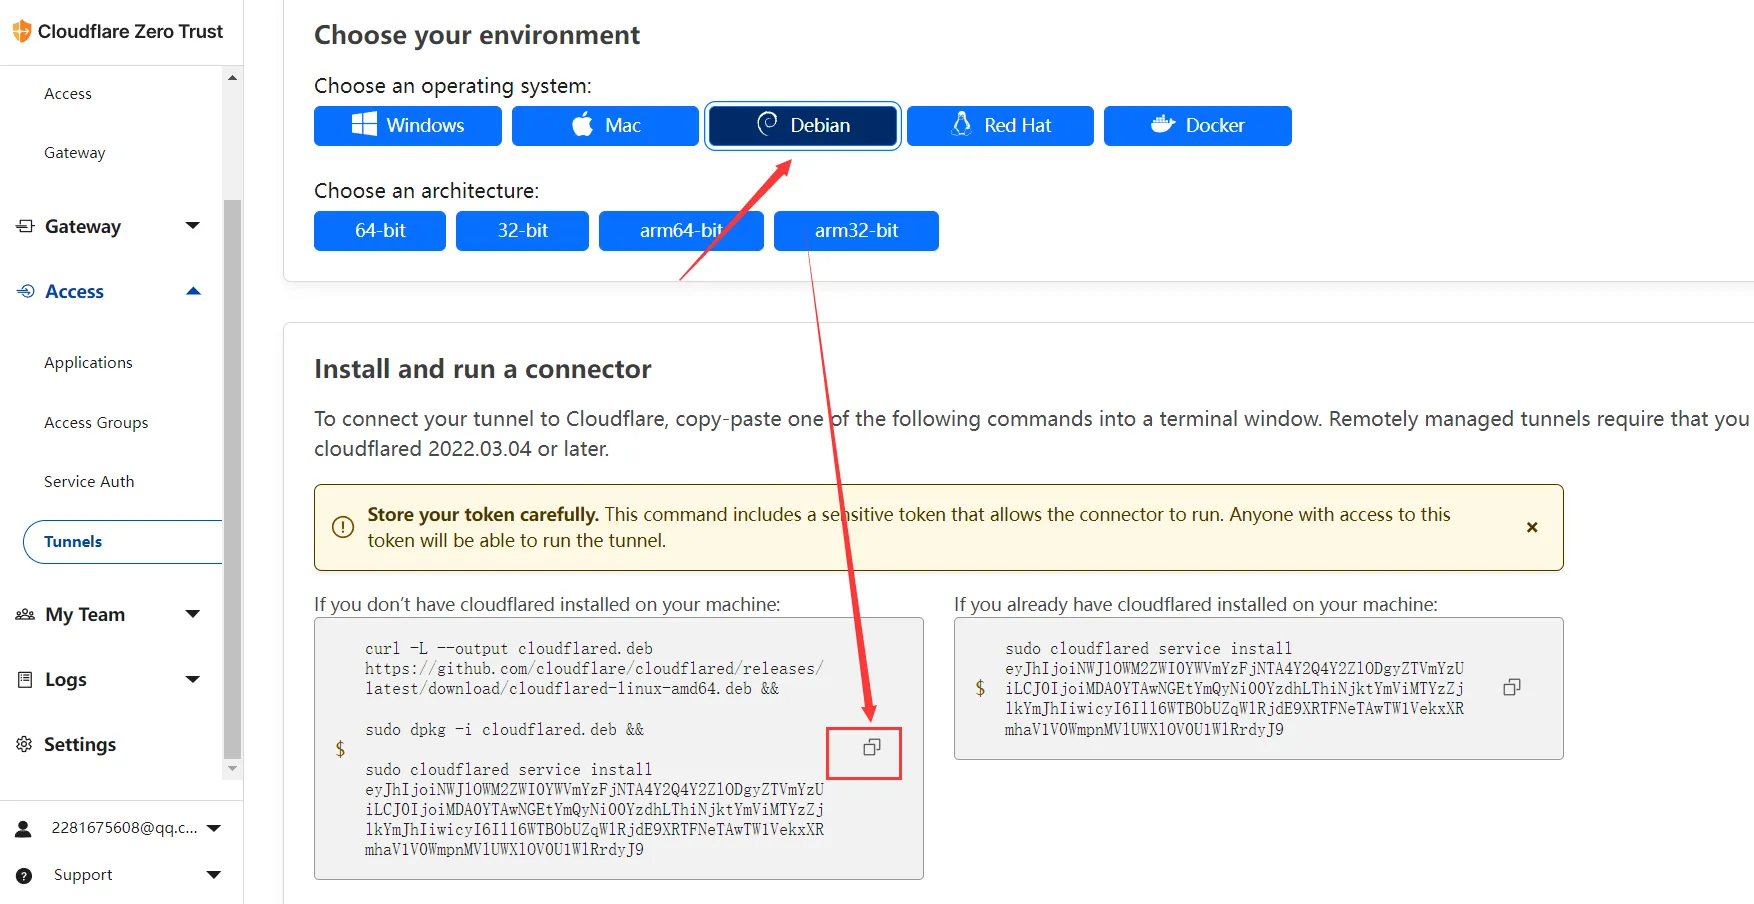 Cloudflare Zero Trust
Access
Gateway
Gateway
Access
Applications
Access Groups
Service Auth
Tunnels
My Team
Logs
Settings
2281675608@qq.c...
Support
Choose your environment
Choose an operating system:
Windows
Mac
Debian
Red Hat
Docker
Choose an architecture:
64-bit
32-bit
arm64-bit
arm32-bit
Install and run a connector
To connect your tunnel to Cloudflare, copy-paste one of the following commands into a terminal window. Remotely managed tunnels require that you
cloudflared 2022.03.04 or later.
Store your token carefully. This command includes a sensitive token that allows the connector to run. Anyone with access to this
token will be able to run the tunnel.
If you don’t have cloudflared installed on your machine:
$
curl -L --output cloudflared.deb
https://github.com/cloudflare/cloudflared/releases/
latest/download/cloudflared-linux-amd64.deb &&
sudo dpkg -i cloudflared.deb &&
sudo cloudflared service install
If you already have cloudflared installed on your machine:
$
sudo cloudflared service install